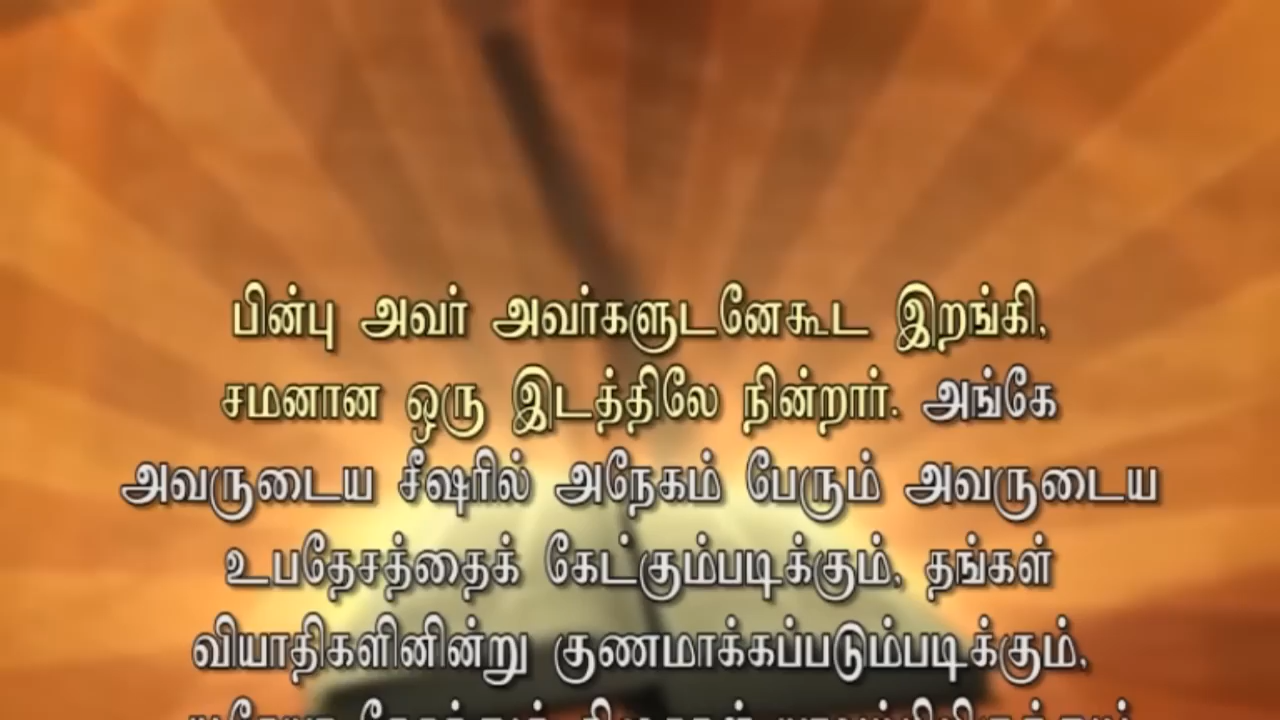 பின்பு அவர் அவர்களுடனேகூட இறங்கி,
சமனான ஒரு இடத்திலே நின்றார். அங்கே
அவருடைய சீஷரில் அநேகம் பேரும் அவருடைய
உபதேசத்தைக் கேட்கும்படிக்கும், தங்கள்
வியாதிகளினின்று குணமாக்கப்படும்படிக்கும்,